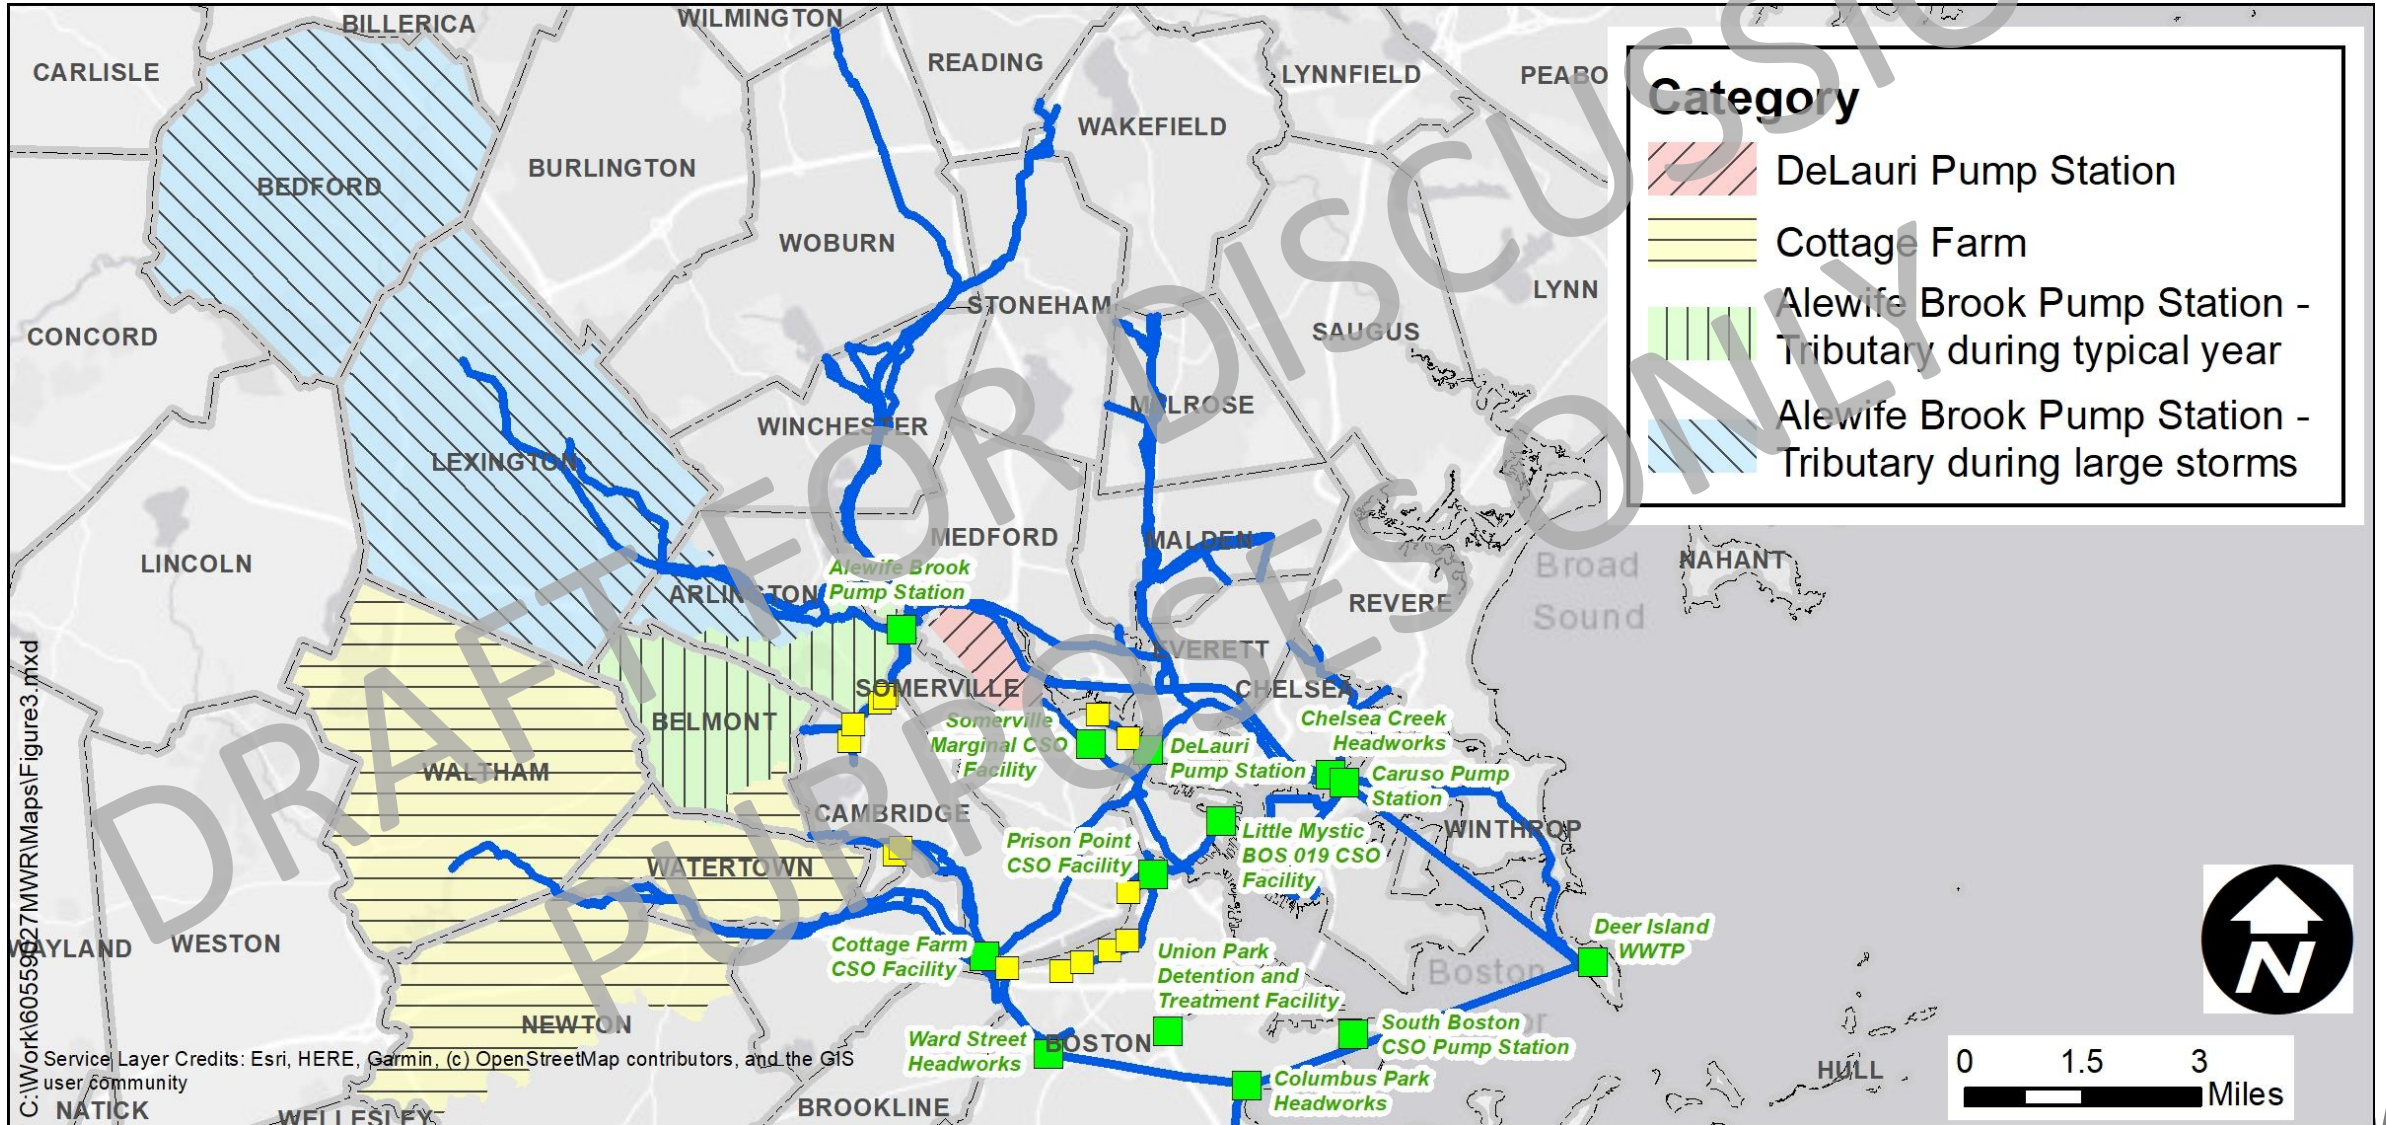 BILLERICA
WILMINGTON
READING
LYNNFIELD
PEABO
CARLISLE
WAKEFIELD
BEDFORD
BURLINGTON
WOBURN
STONEHAM
LYNN
CONCORD
SAUGUS
MELROSE
WINCHESTER
LEXINGTON
LINCOLN
MEDFORD
MALDEN
NAHANT
Broad
Sound
ARLINGTON
REVERE
EVERETT
SOMERVILLE
CHELSEA
BELMONT
WALTHAM
CAMBRIDGE
WINTHROP
WATERTOWN
WAYLAND
WESTON
NEWTON
BOSTON
Boston
HULL
NATICK
WELLESLEY
BROOKLINE
Alewife Brook
Pump Station
Somerville
Marginal CSO
Facility
DeLauri
Pump Station
Chelsea Creek
Headworks
Caruso Pump
Station
Little Mystic
BOS 019 CSO
Facility
Prison Point
CSO Facility
Cottage Farm
CSO Facility
Union Park
Detention and
Treatment Facility
Deer Island
WWTP
Ward Street
Headworks
South Boston
CSO Pump Station
Columbus Park
Headworks
Category
DeLauri Pump Station
Cottage Farm
Alewife Brook Pump Station -
Tributary during typical year
Alewife Brook Pump Station -
Tributary during large storms
DRAFT FOR DISCUSSIO
PURPOSES ONLY
N
0 1.5 3
Miles
Service Layer Credits: Esri, HERE, Garmin, (c) OpenStreetMap contributors, and the GIS
user community